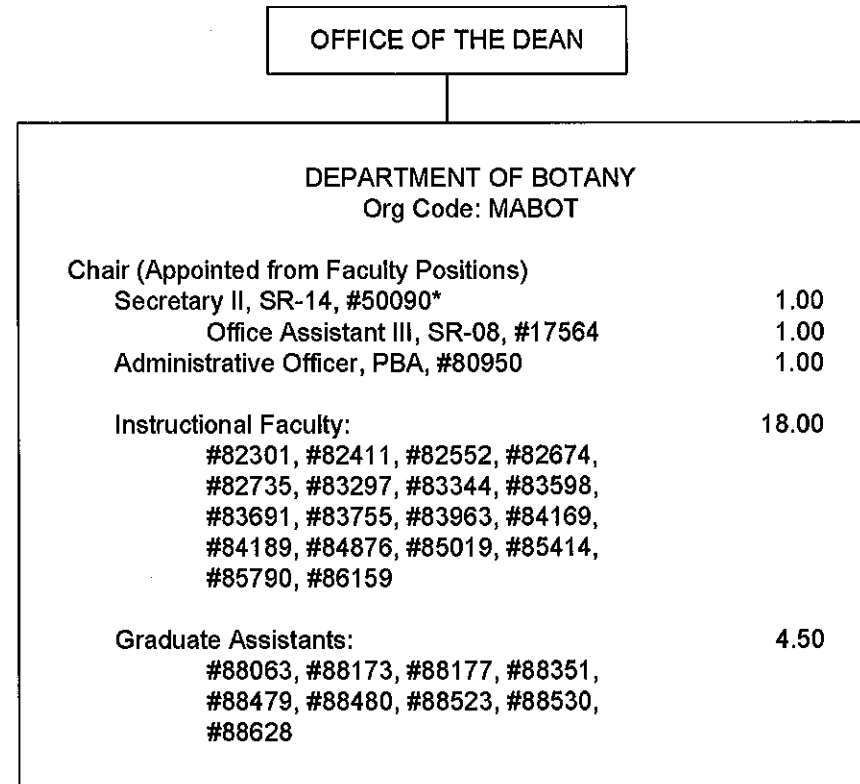 OFFICE OF THE DEAN
DEPARTMENT OF BOTANY
Org Code: MABOT
Chair (Appointed from Faculty Positions)
Secretary II, SR-14, #50090* 1.00
Office Assistant III, SR-08, #17564 1.00
Administrative Officer, PBA, #80950 1.00
Instructional Faculty: 18.00
#82301, #82411, #82552, #82674,
#82735, #83297, #83344, #83598,
#83691, #83755, #83963, #84169,
#84189, #84876, #85019, #85414,
#85790, #86159
Graduate Assistants: 4.50
#88063, #88173, #88177, #88351,
#88479, #88480, #88523, #88530,
#88628